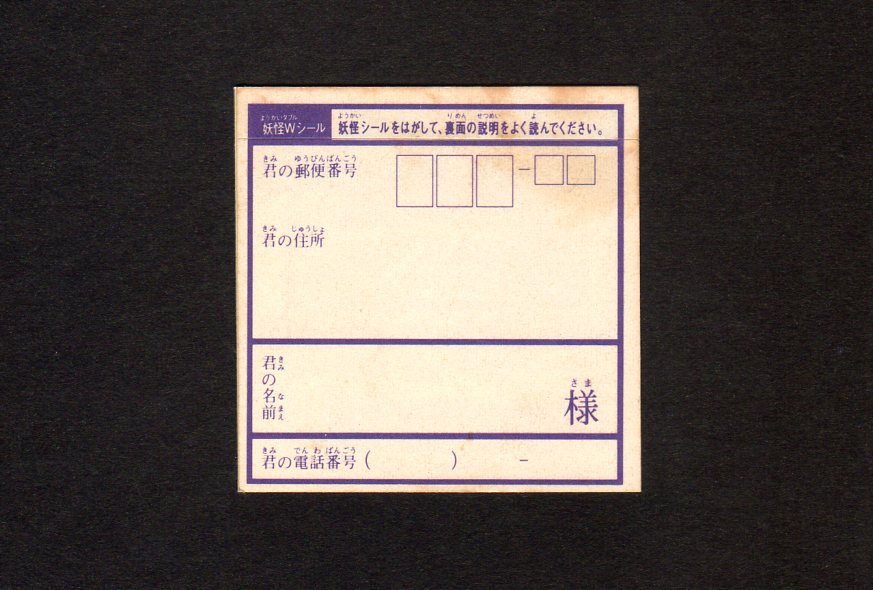 妖怪Wシール 妖怪シールをはがして、裏面の説明をよく読んでください。
君の郵便番号 －
君の住所
君の名前
様
君の電話番号（ ） －